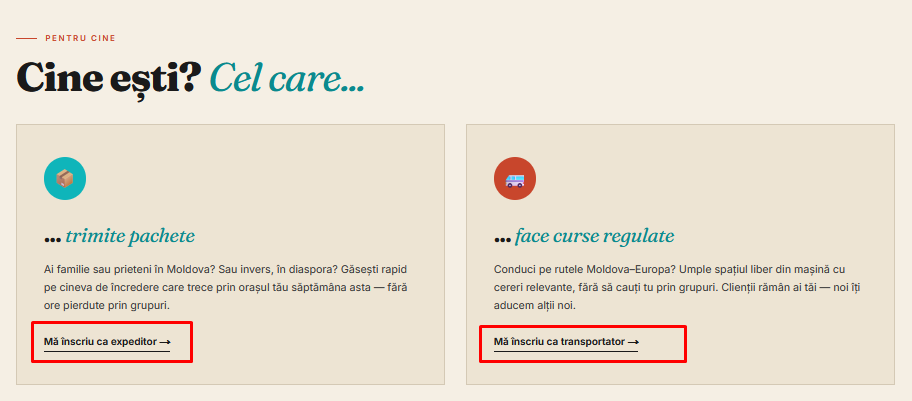 PENTRU CINE
Cine ești? Cel care...
... trimite pachete
Ai familie sau prieteni în Moldova? Sau invers, în diaspora? Găsești rapid
pe cineva de încredere care trece prin orașul tău săptămâna asta — fără
ore pierdute prin grupuri.
Mă înscriu ca expeditor →
... face curse regulate
Conduci pe rutele Moldova–Europa? Umple spațiul liber din mașină cu
cereri relevante, fără să cauți tu prin grupuri. Clienții rămân ai tăi — noi îți
aducem alții noi.
Mă înscriu ca transportator →